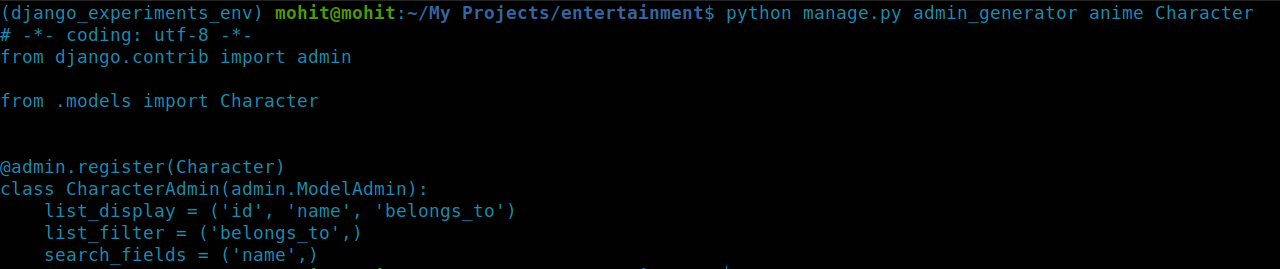 (django_experiments_env) mohit@mohit:~/My Projects/entertainment$ python manage.py admin_generator anime Character
# -*- coding: utf-8 -*-
from django.contrib import admin

from .models import Character


@admin.register(Character)
class CharacterAdmin(admin.ModelAdmin):
    list_display = ('id', 'name', 'belongs_to')
    list_filter = ('belongs_to',)
    search_fields = ('name',)